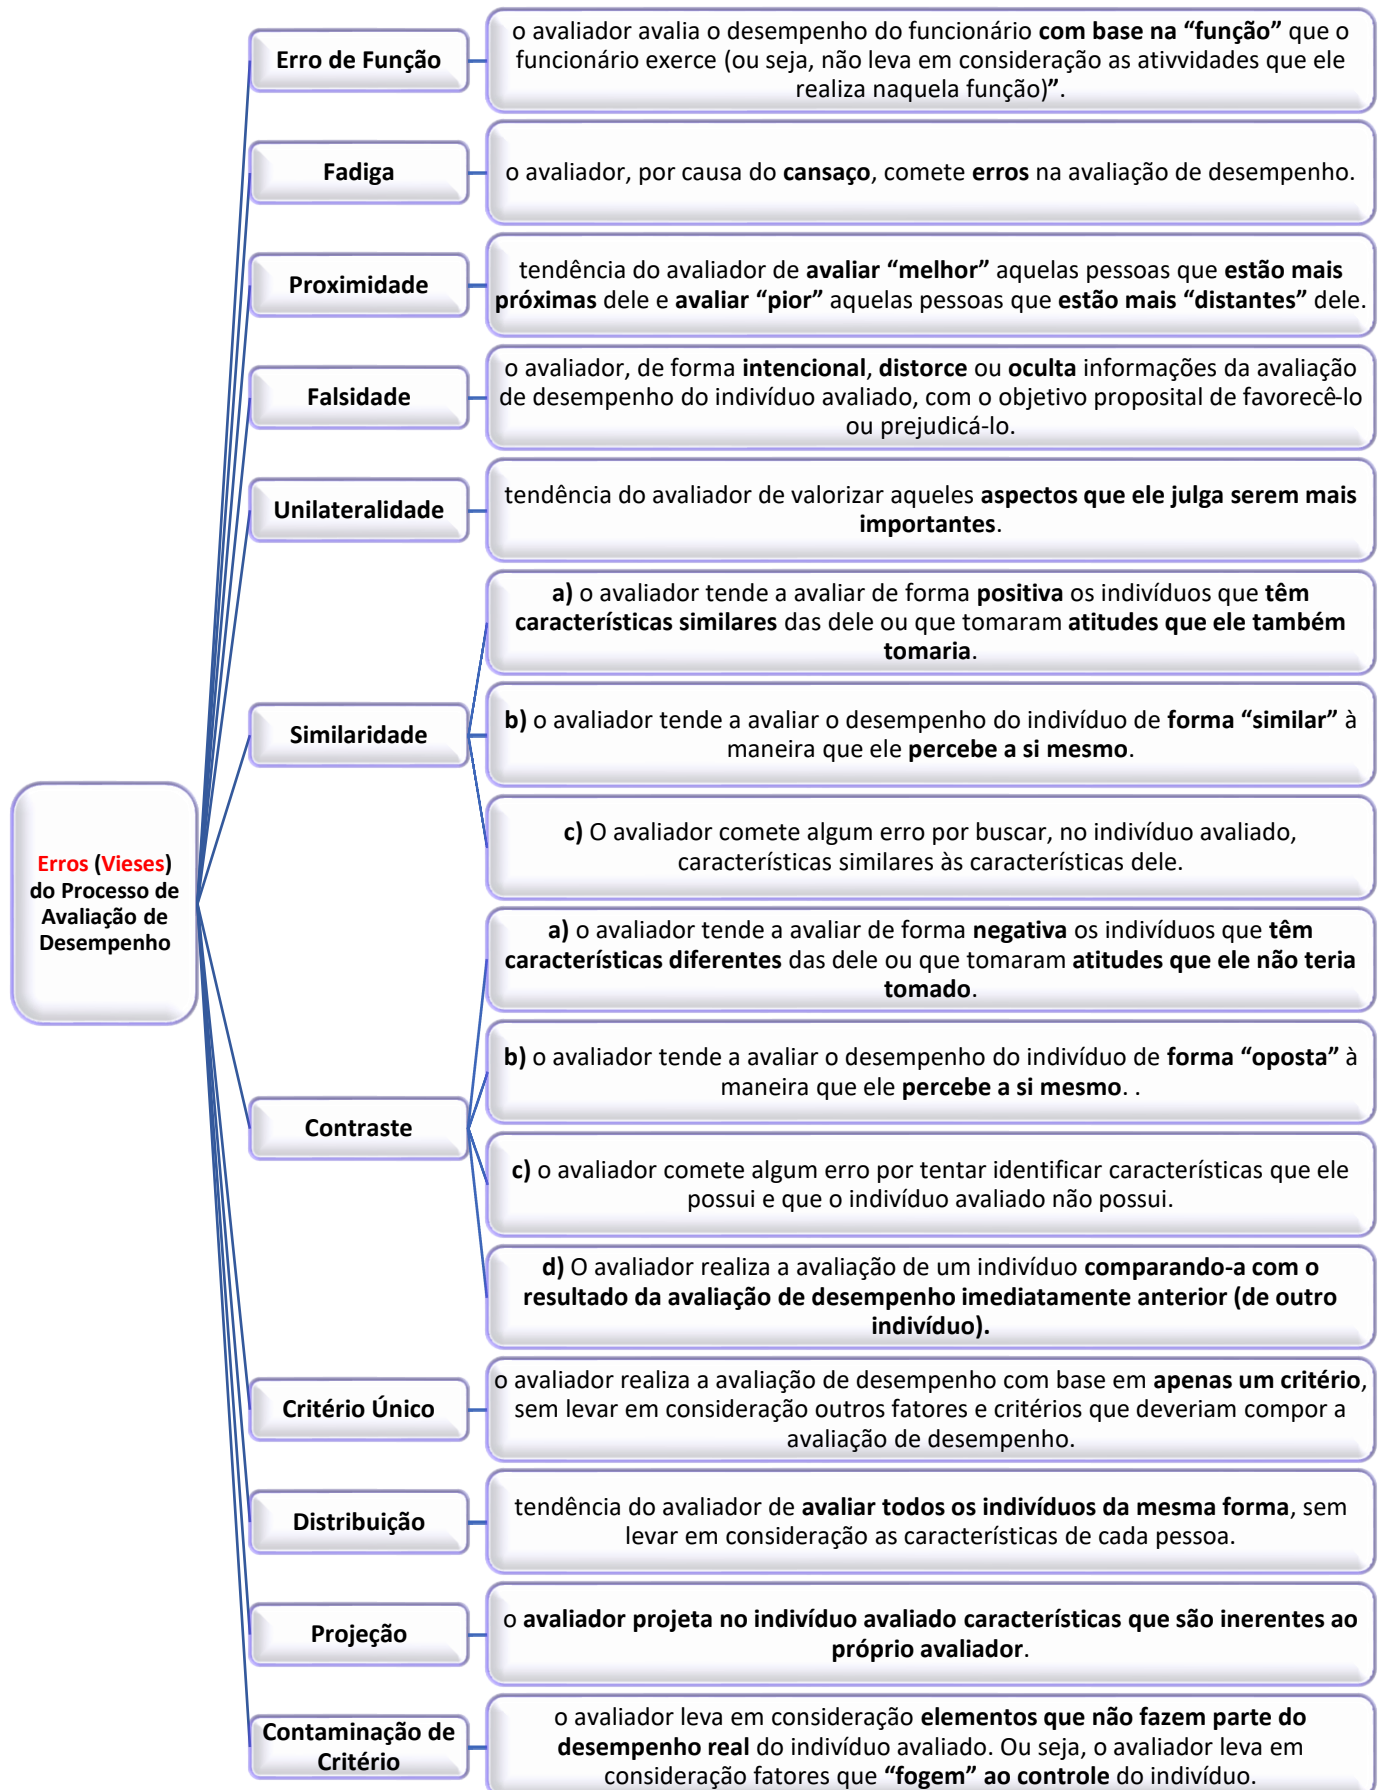 Erros (Vieses)
do Processo de
Avaliação de
Desempenho
Erro de Função
o avaliador avalia o desempenho do funcionário com base na “função” que o
funcionário exerce (ou seja, não leva em consideração as ativvidades que ele
realiza naquela função)”.
Fadiga
o avaliador, por causa do cansaço, comete erros na avaliação de desempenho.
Proximidade
tendência do avaliador de avaliar “melhor” aquelas pessoas que estão mais
próximas dele e avaliar “pior” aquelas pessoas que estão mais “distantes” dele.
Falsidade
o avaliador, de forma intencional, distorce ou oculta informações da avaliação
de desempenho do indivíduo avaliado, com o objetivo proposital de favorecê-lo
ou prejudicá-lo.
Unilateralidade
tendência do avaliador de valorizar aqueles aspectos que ele julga serem mais
importantes.
Similaridade
a) o avaliador tende a avaliar de forma positiva os indivíduos que têm
características similares das dele ou que tomaram atitudes que ele também
tomaria.
b) o avaliador tende a avaliar o desempenho do indivíduo de forma “similar” à
maneira que ele percebe a si mesmo.
c) O avaliador comete algum erro por buscar, no indivíduo avaliado,
características similares às características dele.
Contraste
a) o avaliador tende a avaliar de forma negativa os indivíduos que têm
características diferentes das dele ou que tomaram atitudes que ele não teria
tomado.
b) o avaliador tende a avaliar o desempenho do indivíduo de forma “oposta” à
maneira que ele percebe a si mesmo. .
c) o avaliador comete algum erro por tentar identificar características que ele
possui e que o indivíduo avaliado não possui.
d) O avaliador realiza a avaliação de um indivíduo comparando-a com o
resultado da avaliação de desempenho imediatamente anterior (de outro
indivíduo).
Critério Único
o avaliador realiza a avaliação de desempenho com base em apenas um critério,
sem levar em consideração outros fatores e critérios que deveriam compor a
avaliação de desempenho.
Distribuição
tendência do avaliador de avaliar todos os indivíduos da mesma forma, sem
levar em consideração as características de cada pessoa.
Projeção
o avaliador projeta no indivíduo avaliado características que são inerentes ao
próprio avaliador.
Contaminação de
Critério
o avaliador leva em consideração elementos que não fazem parte do
desempenho real do indivíduo avaliado. Ou seja, o avaliador leva em
consideração fatores que “fogem” ao controle do indivíduo.